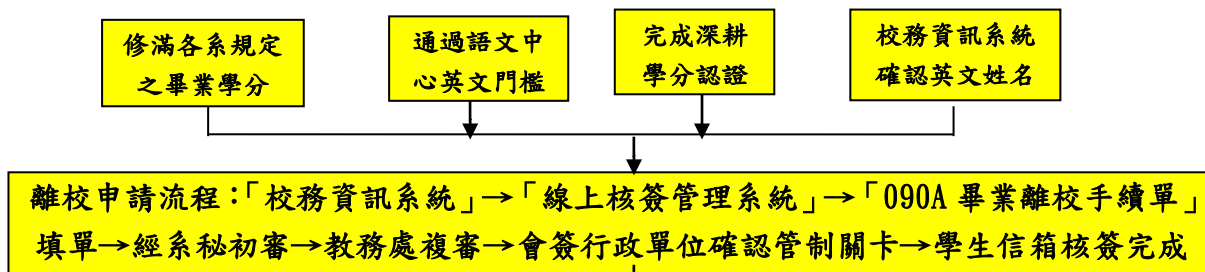 修滿各系規定
之畢業學分
通過語文中
心英文門檻
完成深耕
學分認證
校務資訊系統
確認英文姓名
離校申請流程：「校務資訊系統」→「線上核簽管理系統」→「090A 畢業離校手續單」
填單→經系秘初審→教務處複審→會簽行政單位確認管制關卡→學生信箱核簽完成